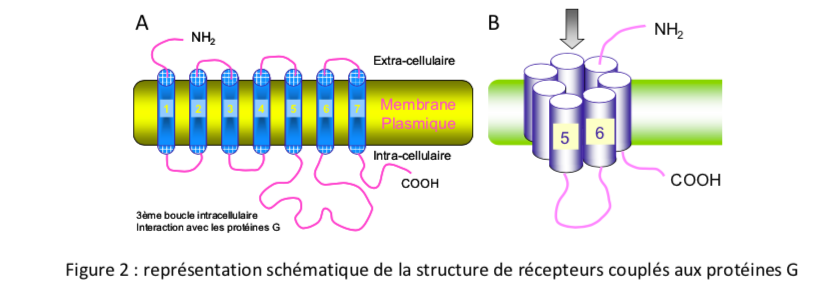 A
NH2
Extra-cellulaire
1 2 3 4 5 6 7
Membrane
Plasmique
Intra-cellulaire
COOH
3ème boucle intracellulaire
Interaction avec les protéines G
B
NH2
5 6
COOH
Figure 2 : représentation schématique de la structure de récepteurs couplés aux protéines G